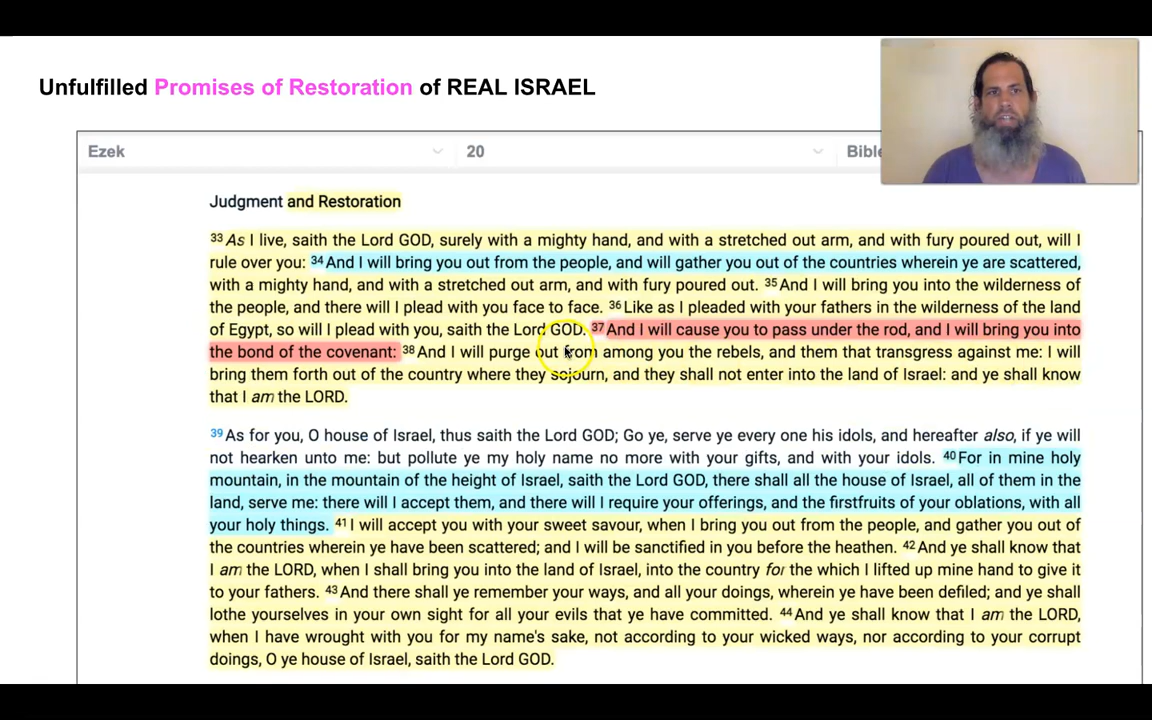 Unfulfilled Promises of Restoration of REAL ISRAEL
Ezek 20 Bible
Judgment and Restoration
33 As I live, saith the Lord GOD, surely with a mighty hand, and with a stretched out arm, and with fury poured out, will I
rule over you: 34 And I will bring you out from the people, and will gather you out of the countries wherein ye are scattered,
with a mighty hand, and with a stretched out arm, and with fury poured out. 35 And I will bring you into the wilderness of
the people, and there will I plead with you face to face. 36 Like as I pleaded with your fathers in the wilderness of the land
of Egypt, so will I plead with you, saith the Lord GOD. 37 And I will cause you to pass under the rod, and I will bring you into
the bond of the covenant: 38 And I will purge out from among you the rebels, and them that transgress against me: I will
bring them forth out of the country where they sojourn, and they shall not enter into the land of Israel: and ye shall know
that I am the LORD.
39 As for you, O house of Israel, thus saith the Lord GOD; Go ye, serve ye every one his idols, and hereafter also, if ye will
not hearken unto me: but pollute ye my holy name no more with your gifts, and with your idols. 40 For in mine holy
mountain, in the mountain of the height of Israel, saith the Lord GOD, there shall all the house of Israel, all of them in the
land, serve me: there will I accept them, and there will I require your offerings, and the firstfruits of your oblations, with all
your holy things. 41 I will accept you with your sweet savour, when I bring you out from the people, and gather you out of
the countries wherein ye have been scattered; and I will be sanctified in you before the heathen. 42 And ye shall know that
I am the LORD, when I shall bring you into the land of Israel, into the country for the which I lifted up mine hand to give it
to your fathers. 43 And there shall ye remember your ways, and all your doings, wherein ye have been defiled; and ye shall
lothe yourselves in your own sight for all your evils that ye have committed. 44 And ye shall know that I am the LORD,
when I have wrought with you for my name's sake, not according to your wicked ways, nor according to your corrupt
doings, O ye house of Israel, saith the Lord GOD.